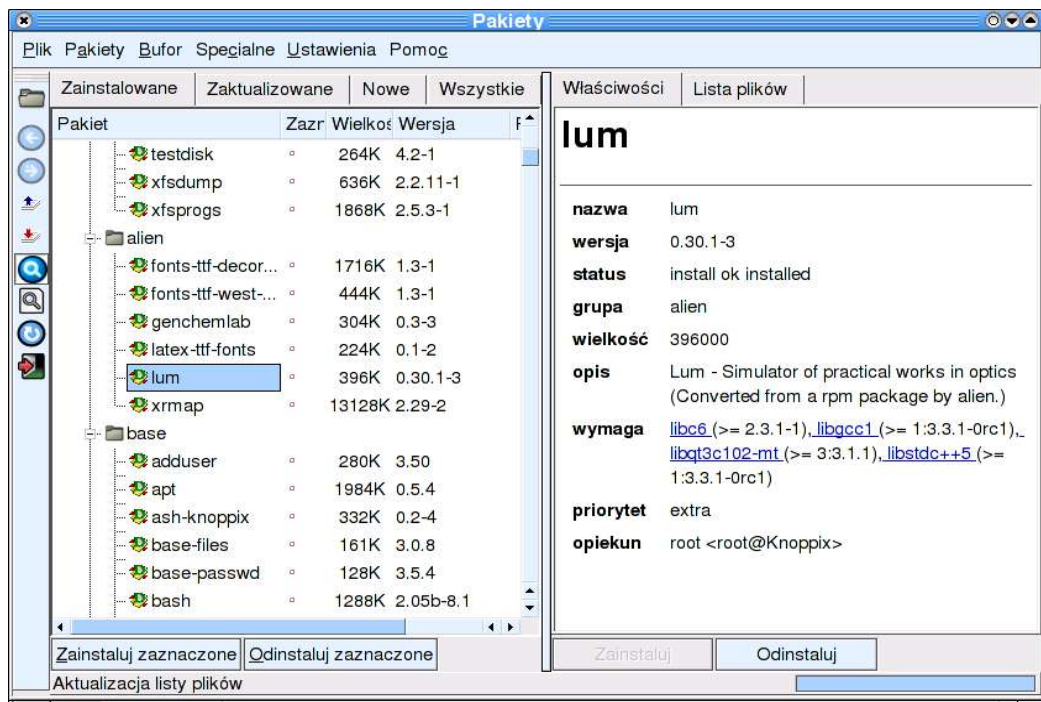 Pakiety
Plik Pakiety Bufor Specjalne Ustawienia Pomoc
Zainstalowane Zaktualizowane Nowe Wszystkie
Pakiet Zazr Wielkoś Wersja
testdisk 264K 4.2-1
xfsdump 636K 2.2.11-1
xfsprogs 1868K 2.5.3-1
alien
fonts-ttf-decor... 1716K 1.3-1
fonts-ttf-west-... 444K 1.3-1
genchemlab 304K 0.3-3
latex-ttf-fonts 224K 0.1-2
lum 396K 0.30.1-3
xrmap 13128K 2.29-2
base
adduser 280K 3.50
apt 1984K 0.5.4
ash-knoppix 332K 0.2-4
base-files 161K 3.0.8
base-passwd 128K 3.5.4
bash 1288K 2.05b-8.1
Zainstaluj zaznaczone Odinstaluj zaznaczone
Aktualizacja listy plików
Właściwości Lista plików
lum
nazwa lum
wersja 0.30.1-3
status install ok installed
grupa alien
wielkość 396000
opis Lum - Simulator of practical works in optics
(Converted from a rpm package by alien.)
wymaga libc6 (>= 2.3.1-1), libgcc1 (>= 1:3.3.1-0rc1),
libqt3c102-mt (>= 3:3.1.1), libstdc++5 (>=
1:3.3.1-0rc1)
priorytet extra
opiekun root <root@Knoppix>
Zainstaluj Odinstaluj